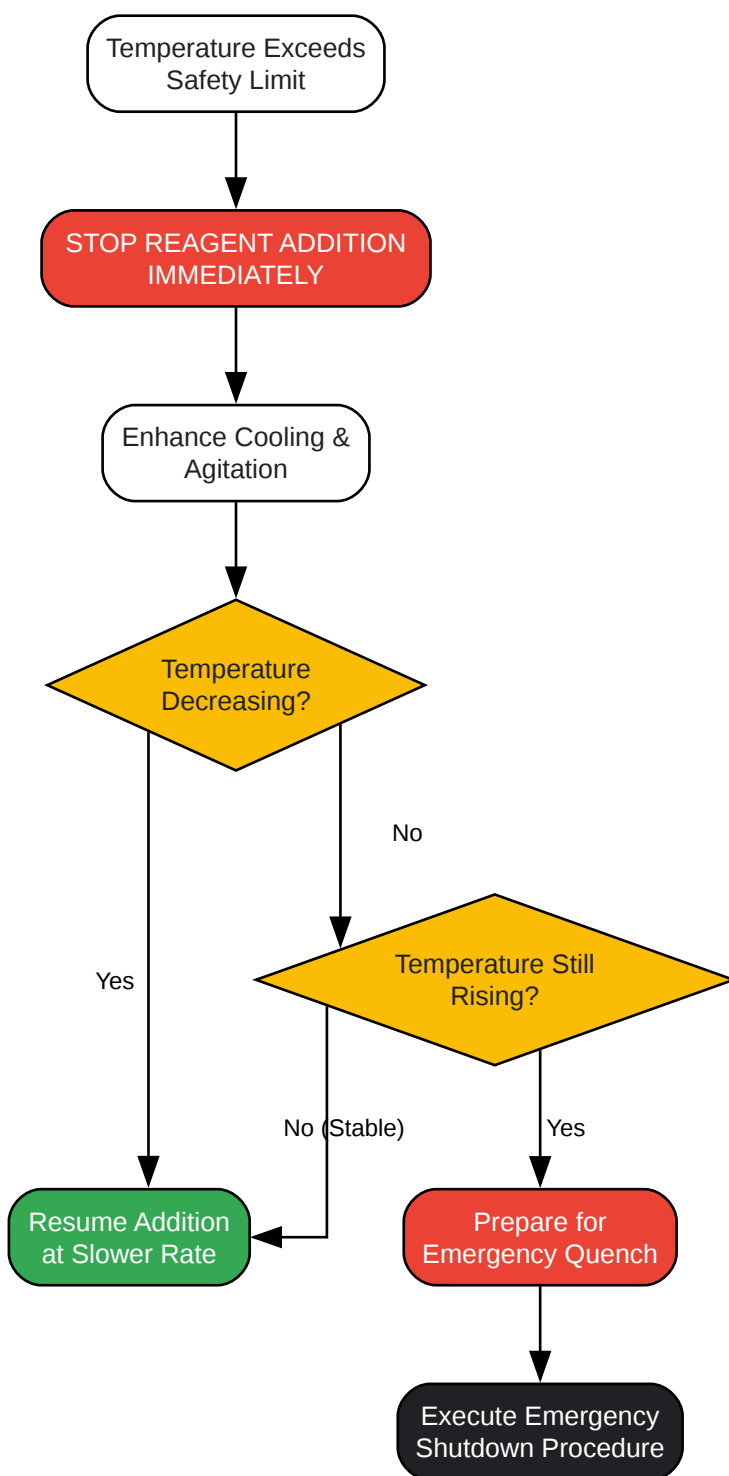 Temperature Exceeds
Safety Limit
STOP REAGENT ADDITION
IMMEDIATELY
Enhance Cooling &
Agitation
Temperature
Decreasing?
No
Temperature Still
Rising?
Yes
No (Stable)
Yes
Resume Addition
at Slower Rate
Prepare for
Emergency Quench
Execute Emergency
Shutdown Procedure